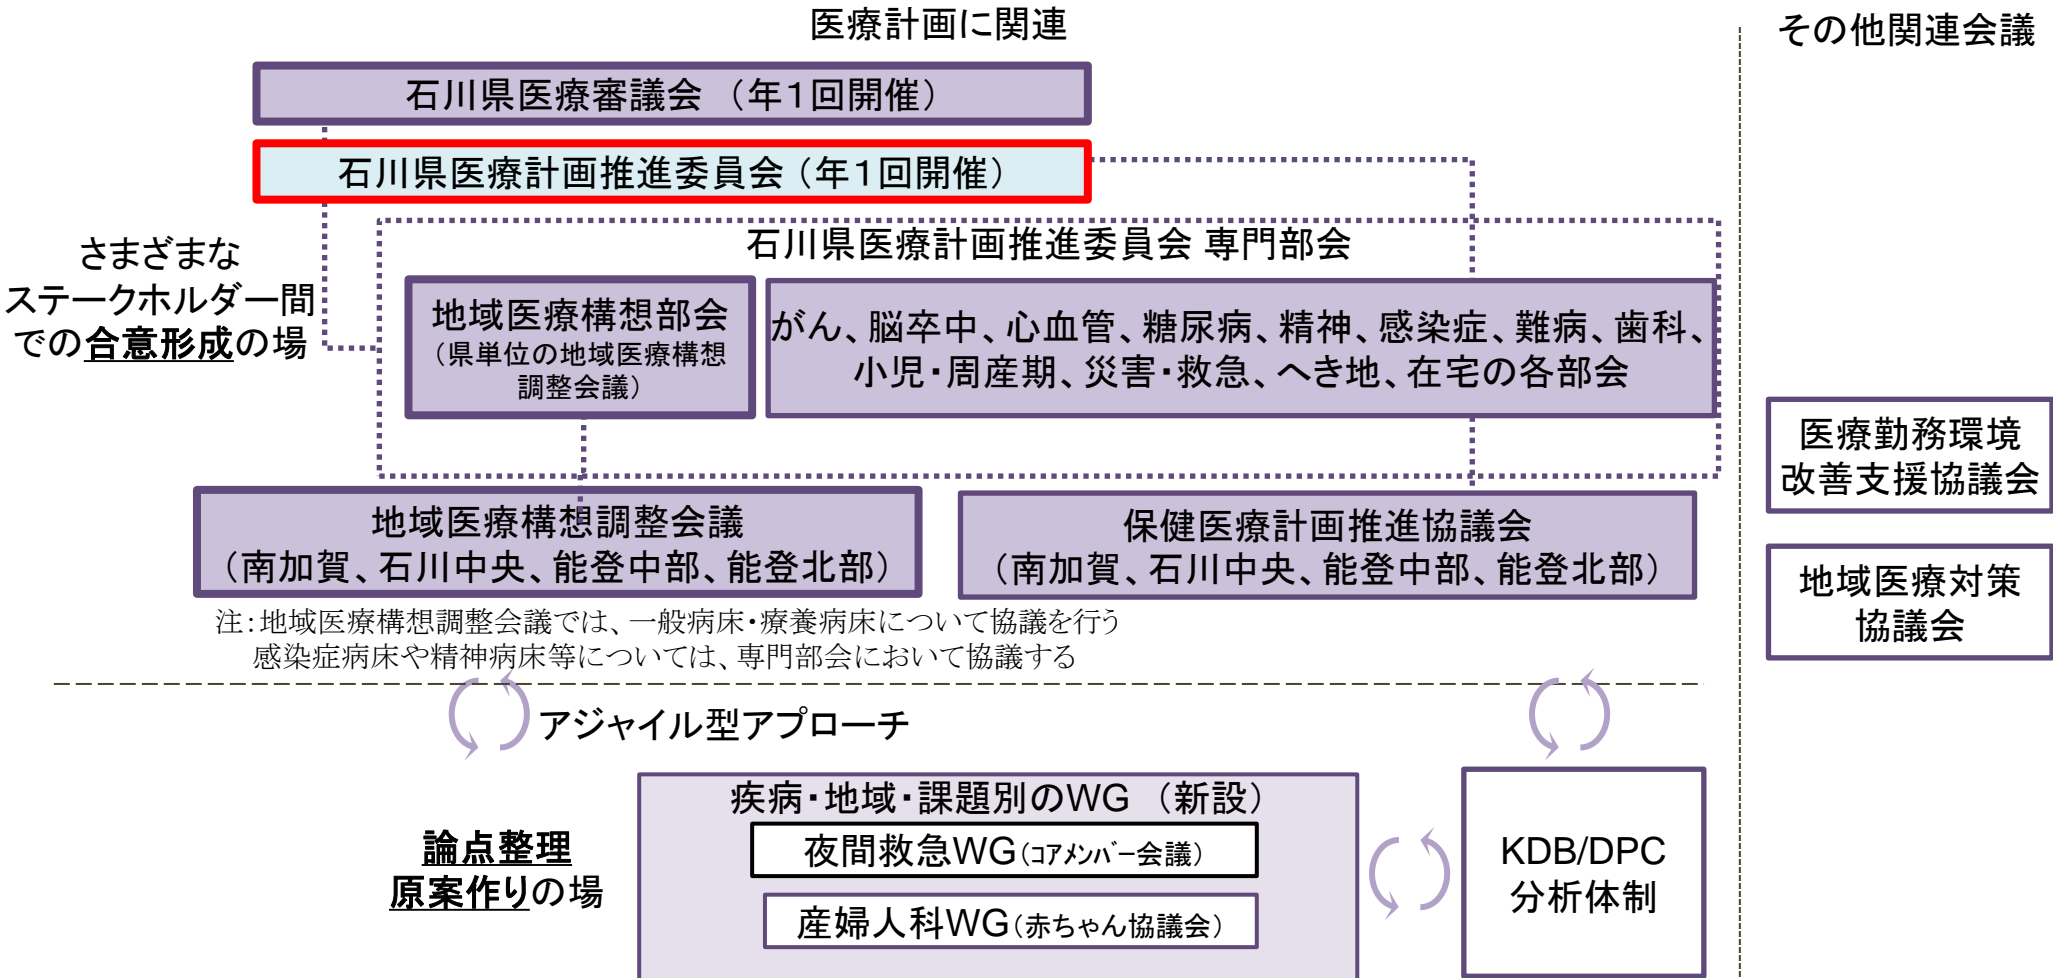 医療計画に関連
その他関連会議
石川県医療審議会 （年１回開催）
石川県医療計画推進委員会（年１回開催）
さまざまな
ステークホルダー間
での合意形成の場
石川県医療計画推進委員会 専門部会
地域医療構想部会
（県単位の地域医療構想
調整会議）
がん、脳卒中、心血管、糖尿病、精神、感染症、難病、歯科、
小児・周産期、災害・救急、へき地、在宅の各部会
地域医療構想調整会議
（南加賀、石川中央、能登中部、能登北部）
保健医療計画推進協議会
（南加賀、石川中央、能登中部、能登北部）
医療勤務環境
改善支援協議会
地域医療対策
協議会
注：地域医療構想調整会議では、一般病床・療養病床について協議を行う
感染症病床や精神病床等については、専門部会において協議する
アジャイル型アプローチ
論点整理
原案作りの場
疾病・地域・課題別のWG （新設）
夜間救急WG（ｺｱﾒﾝﾊﾞｰ会議）
産婦人科WG（赤ちゃん協議会）
KDB/DPC
分析体制